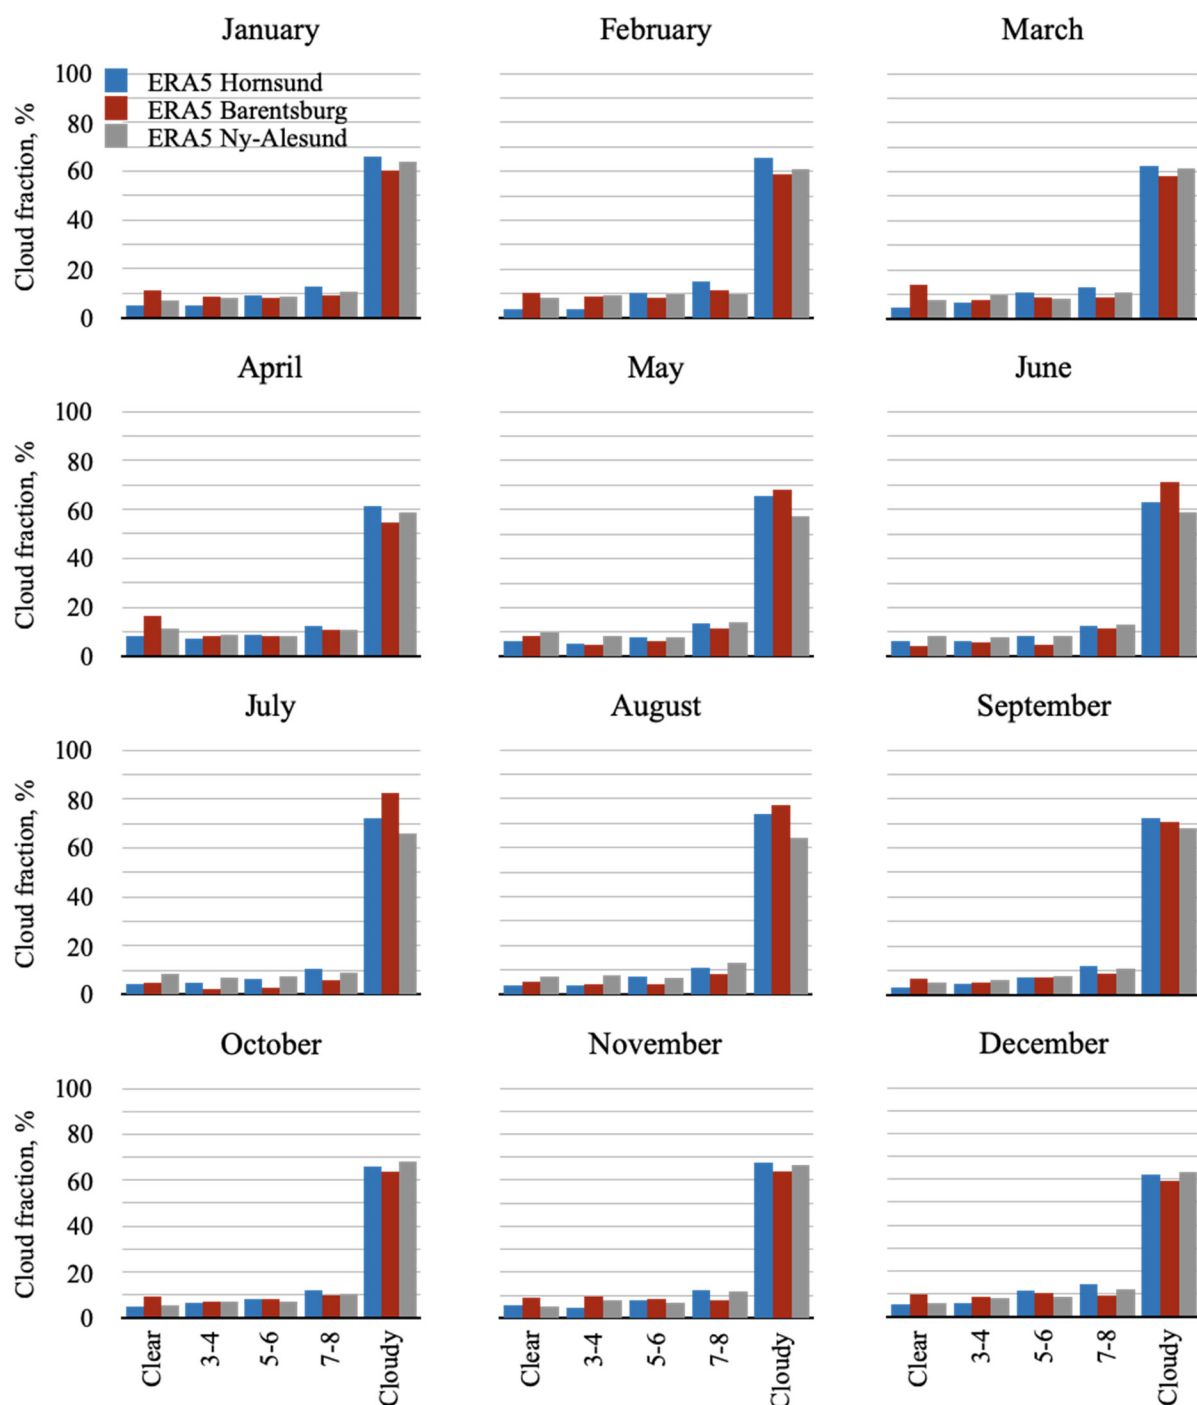 January
February
March
Cloud fraction, %
100
80
60
40
20
0
ERA5 Hornsund
ERA5 Barentsburg
ERA5 Ny-Alesund
April
May
June
Cloud fraction, %
100
80
60
40
20
0
July
August
September
Cloud fraction, %
100
80
60
40
20
0
October
November
December
Cloud fraction, %
100
80
60
40
20
0
Clear
3-4
5-6
7-8
Cloudy
Clear
3-4
5-6
7-8
Cloudy
Clear
3-4
5-6
7-8
Cloudy